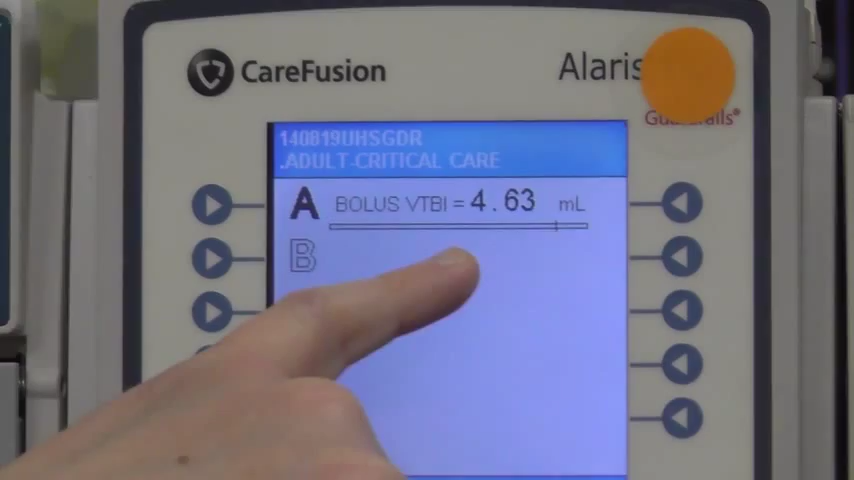 CareFusion
Alaris
Guardrails®
140819UHSGDR
.ADULT-CRITICAL CARE
A BOLUS VTBI = 4.63 mL
B